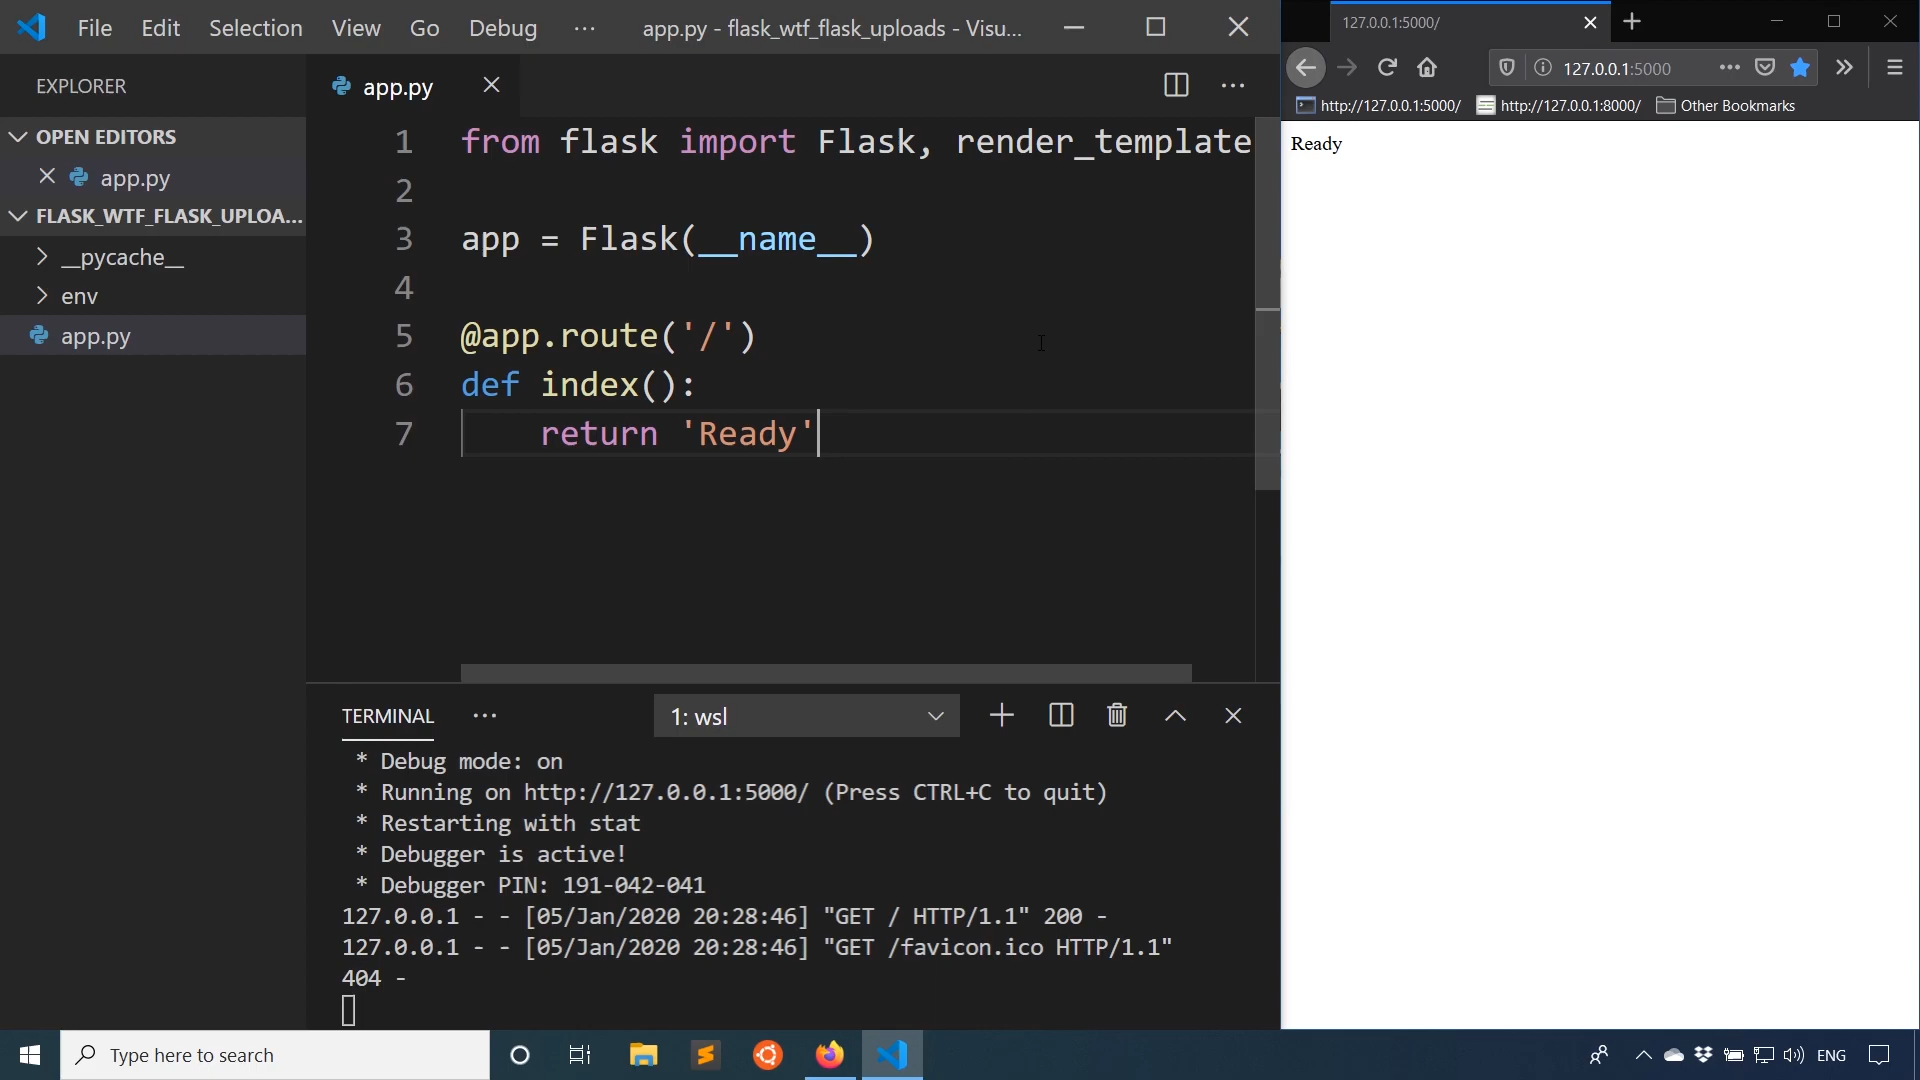 File Edit Selection View Go Debug ··· app.py - flask_wtf_flask_uploads - Visu...
EXPLORER
OPEN EDITORS
app.py
FLASK_WTF_FLASK_UPLOA...
__pycache__
env
app.py
app.py
1 from flask import Flask, render_template
2
3 app = Flask(__name__)
4
5 @app.route('/')
6 def index():
7 return 'Ready'
TERMINAL ··· 1: wsl
* Debug mode: on
* Running on http://127.0.0.1:5000/ (Press CTRL+C to quit)
* Restarting with stat
* Debugger is active!
* Debugger PIN: 191-042-041
127.0.0.1 - - [05/Jan/2020 20:28:46] "GET / HTTP/1.1" 200 -
127.0.0.1 - - [05/Jan/2020 20:28:46] "GET /favicon.ico HTTP/1.1"
404 -
127.0.0.1:5000/
127.0.0.1:5000
http://127.0.0.1:5000/ http://127.0.0.1:8000/ Other Bookmarks
Ready
Type here to search
ENG